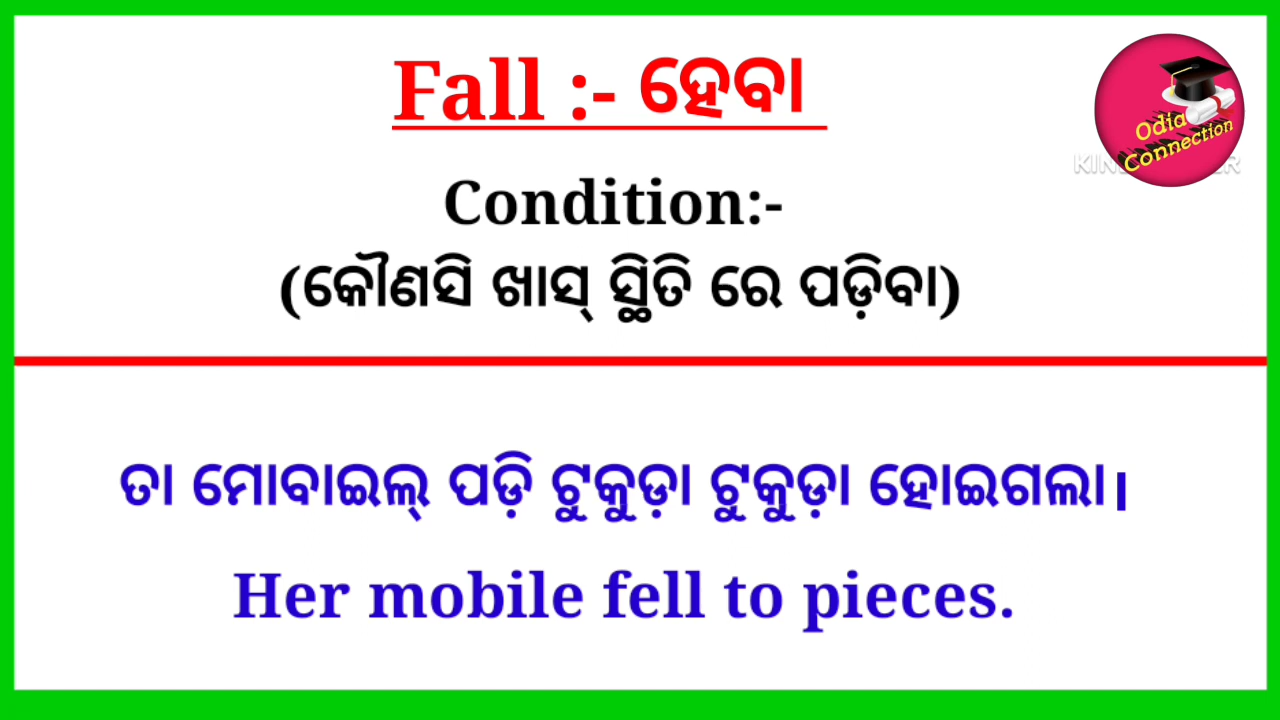 Fall :- ହେବା
Condition:-
(କୌଣସି ଖାସ୍ ସ୍ଥିତି ରେ ପଡ଼ିବା)
ତା ମୋବାଇଲ୍ ପଡ଼ି ଟୁକୁଡ଼ା ଟୁକୁଡ଼ା ହୋଇଗଲା।
Her mobile fell to pieces.
Odia
Connection